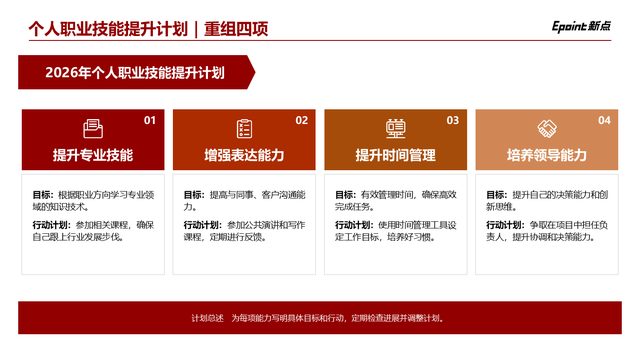 个人职业技能提升计划｜重组四项
Epoint新点
2026年个人职业技能提升计划
01
提升专业技能
02
增强表达能力
03
提升时间管理
04
培养领导能力
目标：根据职业方向学习专业领
域的知识技术。
行动计划：参加相关课程，确保
自己跟上行业发展步伐。
目标：提高与同事、客户沟通能
力。
行动计划：参加公共演讲和写作
课程，定期进行反馈。
目标：有效管理时间，确保高效
完成任务。
行动计划：使用时间管理工具设
定工作目标，培养好习惯。
目标：提升自己的决策能力和创
新思维。
行动计划：争取在项目中担任负
责人，提升协调和决策能力。
计划总述　为每项能力写明具体目标和行动，定期检查进展并调整计划。